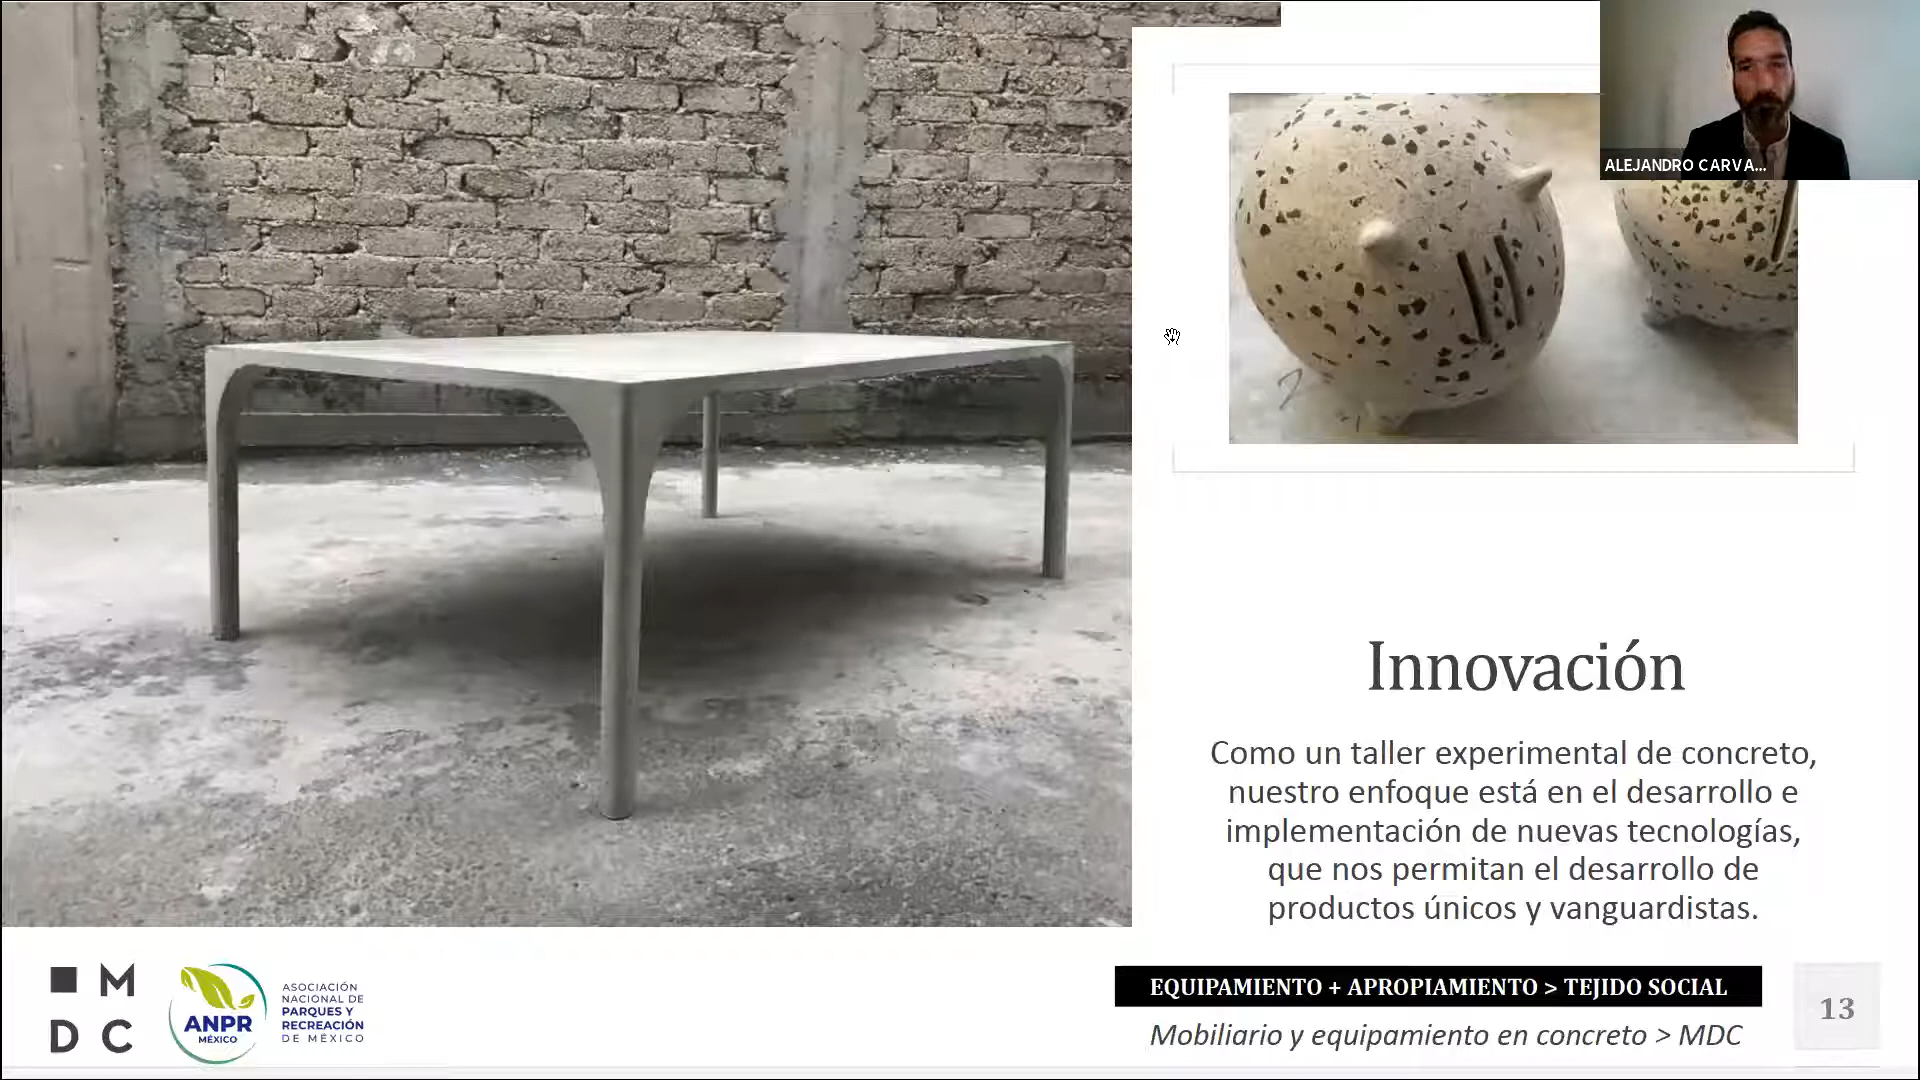 ALEJANDRO CARVA...
Innovación
Como un taller experimental de concreto,
nuestro enfoque está en el desarrollo e
implementación de nuevas tecnologías,
que nos permitan el desarrollo de
productos únicos y vanguardistas.
M
D C
ANPR
MÉXICO
ASOCIACIÓN
NACIONAL DE
PARQUES Y
RECREACIÓN
DE MÉXICO
EQUIPAMIENTO + APROPIAMIENTO > TEJIDO SOCIAL
Mobiliario y equipamiento en concreto > MDC
13